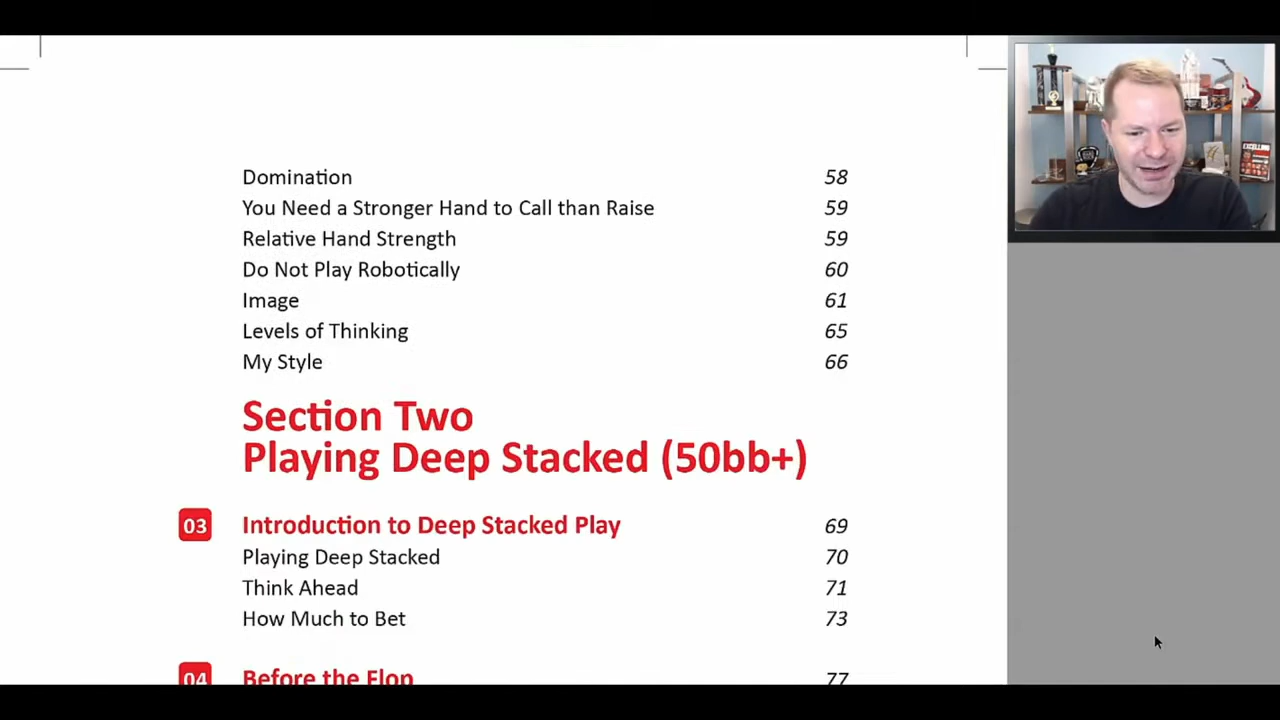 Domination 58
You Need a Stronger Hand to Call than Raise 59
Relative Hand Strength 59
Do Not Play Robotically 60
Image 61
Levels of Thinking 65
My Style 66
Section Two
Playing Deep Stacked (50bb+)
03 Introduction to Deep Stacked Play 69
Playing Deep Stacked 70
Think Ahead 71
How Much to Bet 73
04 Before the Flop 77